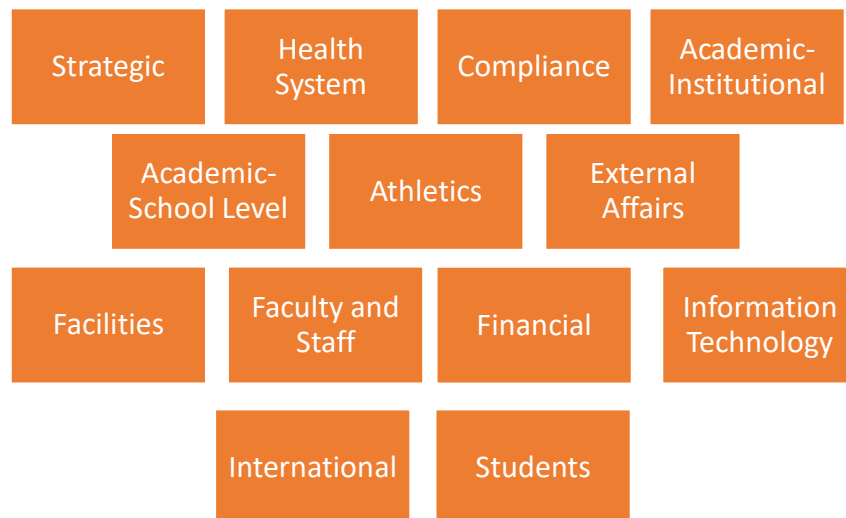 Strategic
Health
System
Compliance
Academic-
Institutional
Academic-
School Level
Athletics
External
Affairs
Facilities
Faculty and
Staff
Financial
Information
Technology
International
Students